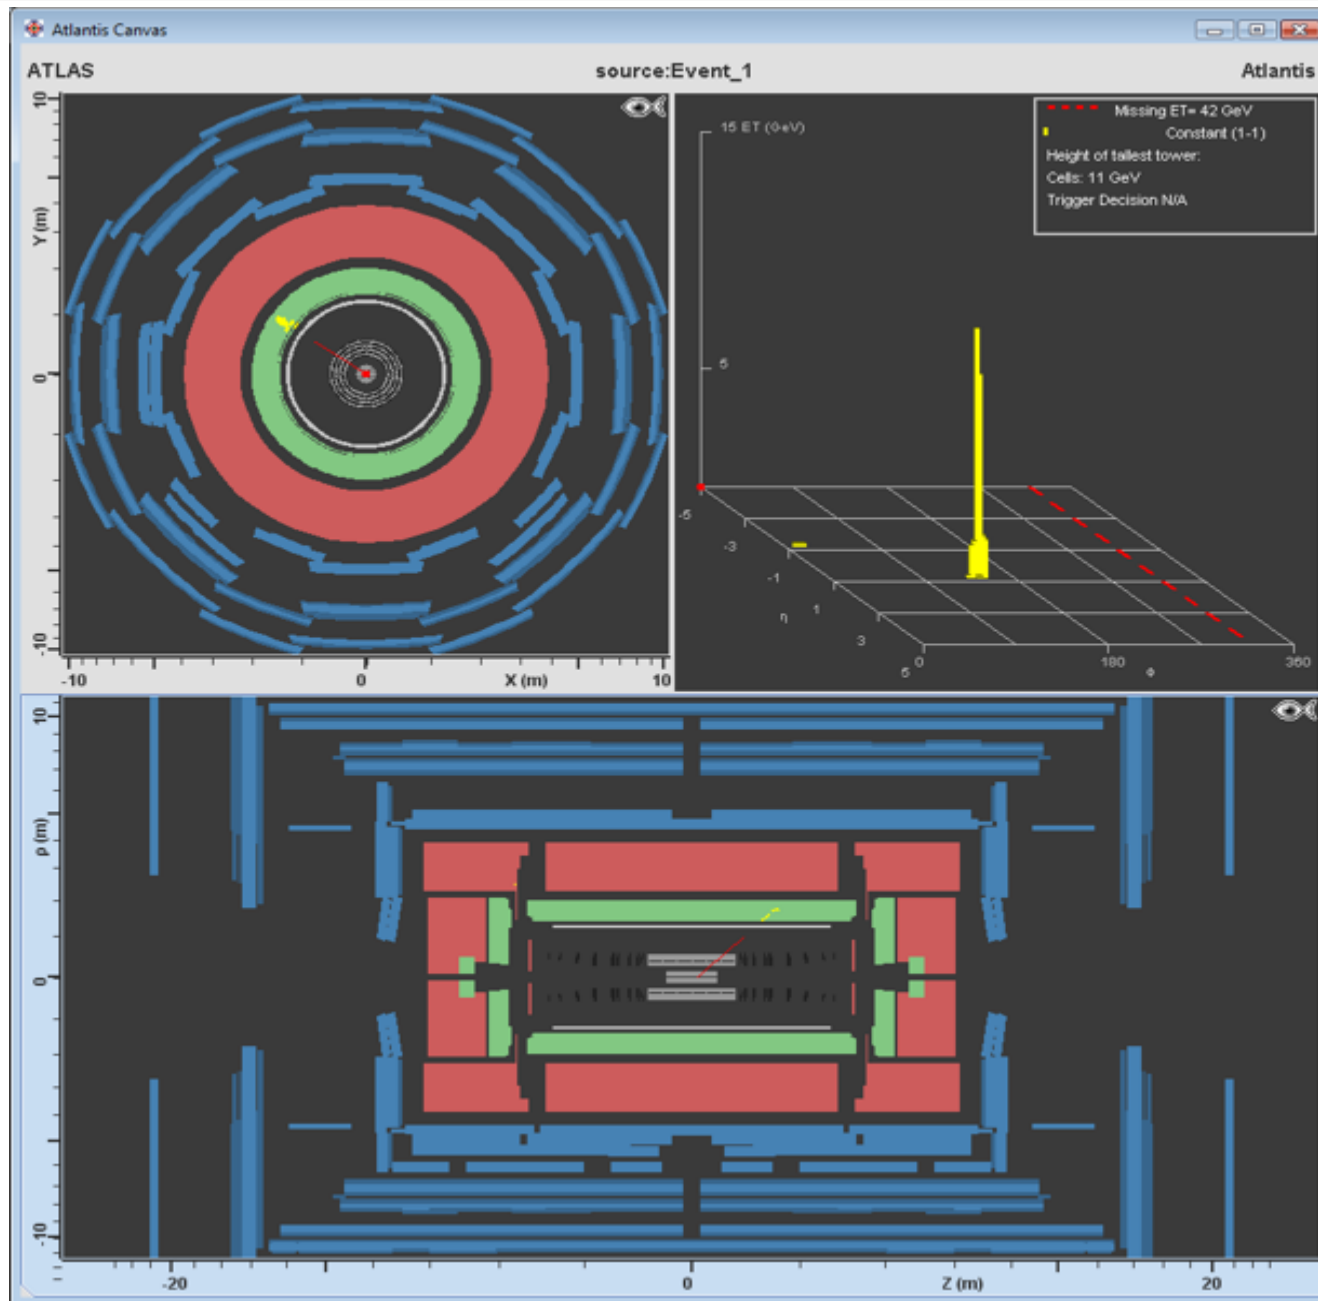 Atlantis Canvas
ATLAS source:Event_1 Atlantis
10
Y (m)
0
-10
-10 0 X (m) 10
15 ET (GeV)
5
Missing ET= 42 GeV
Constant (1-1)
Height of tallest tower:
Cells: 11 GeV
Trigger Decision N/A
-5
-3
-1
η 1
3
5 0 180 Φ 360
10
ρ (m)
0
-10
-20 0 Z (m) 20